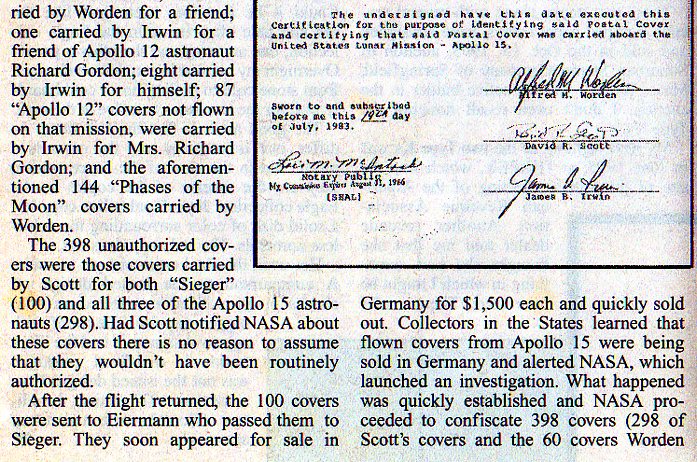 ried by Worden for a friend;
one carried by Irwin for a
friend of Apollo 12 astronaut
Richard Gordon; eight carried
by Irwin for himself; 87
“Apollo 12” covers not flown
on that mission, were carried
by Irwin for Mrs. Richard
Gordon; and the aforemen-
tioned 144 “Phases of the
Moon” covers carried by
Worden.
The 398 unauthorized cov-
ers were those covers carried
by Scott for both “Sieger”
(100) and all three of the Apollo 15 astro-
nauts (298). Had Scott notified NASA about
these covers there is no reason to assume
that they wouldn’t have been routinely
authorized.
After the flight returned, the 100 covers
were sent to Eiermann who passed them to
Sieger. They soon appeared for sale in
The undersigned have this date executed this
Certification for the purpose of identifying said Postal Cover
and certifying that said Postal Cover was carried aboard the
United States Lunar Mission - Apollo 15.
Alfred M. Worden
Alfred M. Worden
Sworn to and subscribed
before me this 19th day
of July, 1983.
David R. Scott
David R. Scott
Lois M. McIntosh
Notary Public
My Commission Expires August 31, 1986
[SEAL]
James B. Irwin
James B. Irwin
Germany for $1,500 each and quickly sold
out. Collectors in the States learned that
flown covers from Apollo 15 were being
sold in Germany and alerted NASA, which
launched an investigation. What happened
was quickly established and NASA pro-
ceeded to confiscate 398 covers (298 of
Scott’s covers and the 60 covers Worden